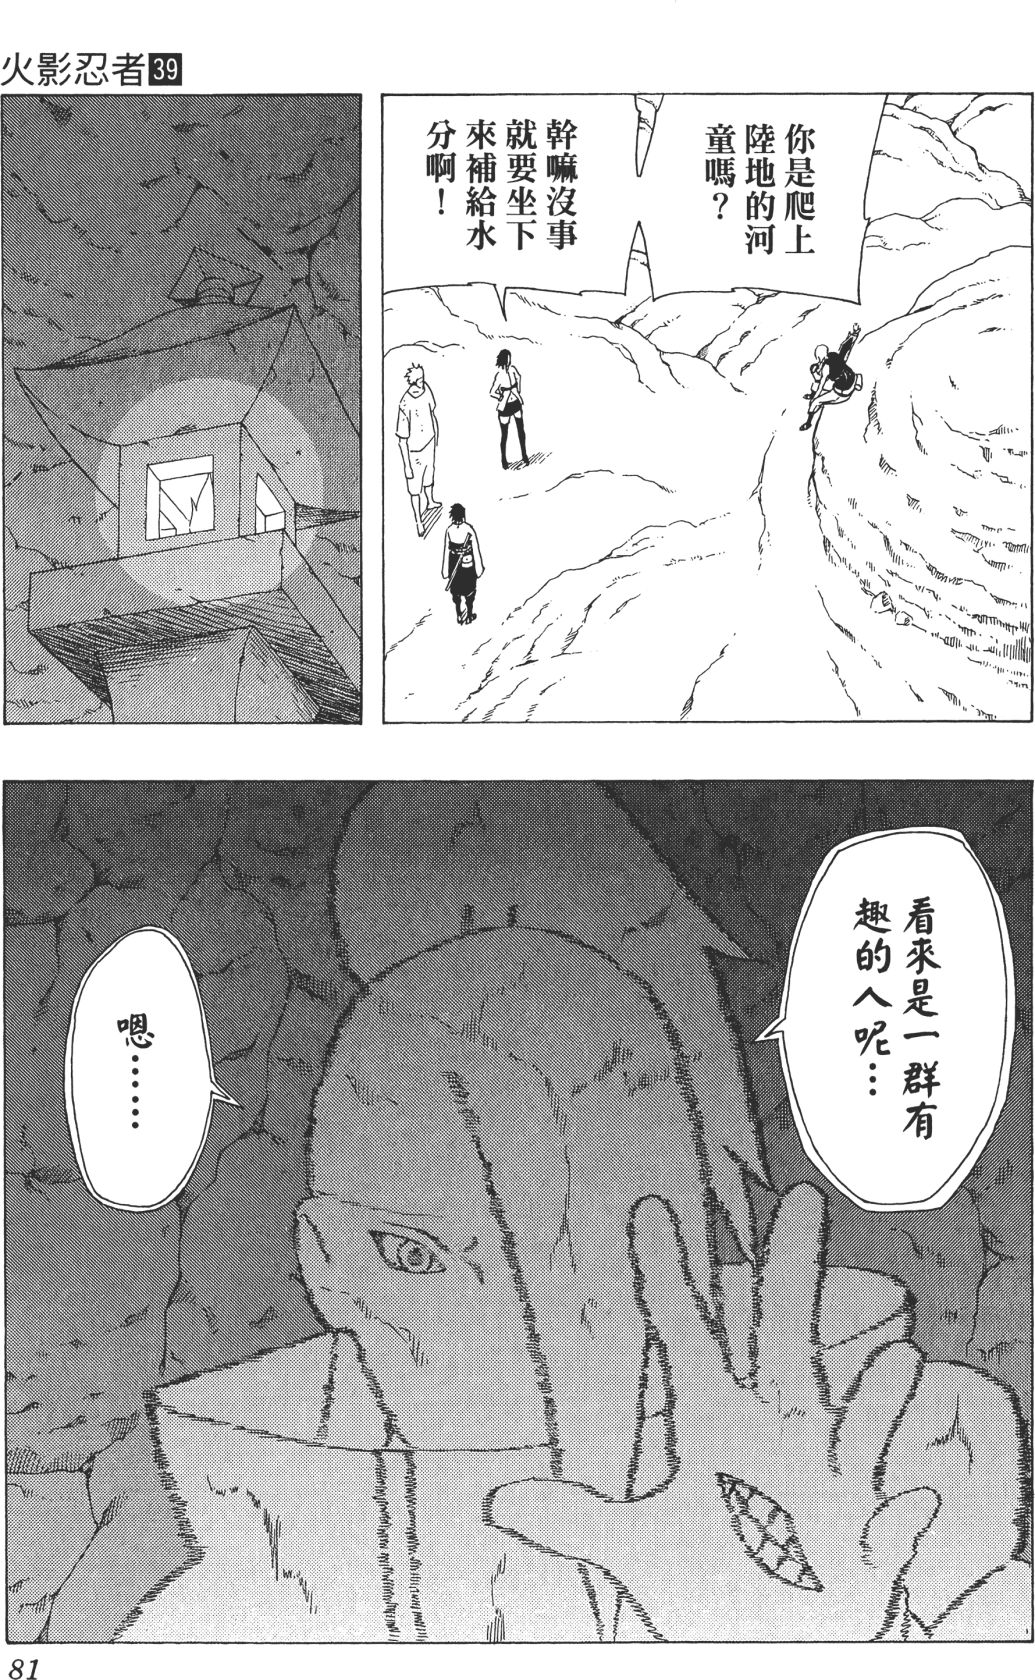 火影忍者39
你是爬上
陸地的河
童嗎？
幹嘛沒事
就要坐下
來補給水
分啊！
看來是一群有
趣的人呢…
嗯……
81